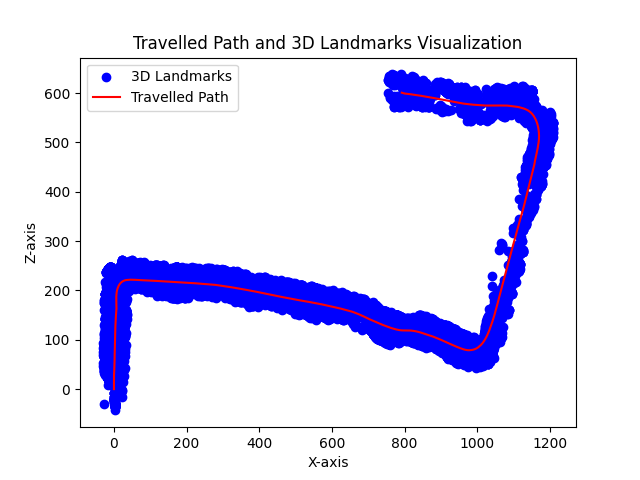 Travelled Path and 3D Landmarks Visualization
3D Landmarks
Travelled Path
600
500
400
300
200
100
0
Z-axis
0 200 400 600 800 1000 1200
X-axis